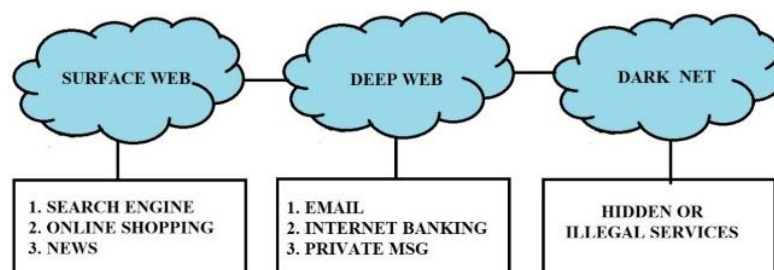 SURFACE WEB
DEEP WEB
DARK NET
1. SEARCH ENGINE
2. ONLINE SHOPPING
3. NEWS
1. EMAIL
2. INTERNET BANKING
3. PRIVATE MSG
HIDDEN OR
ILLEGAL SERVICES